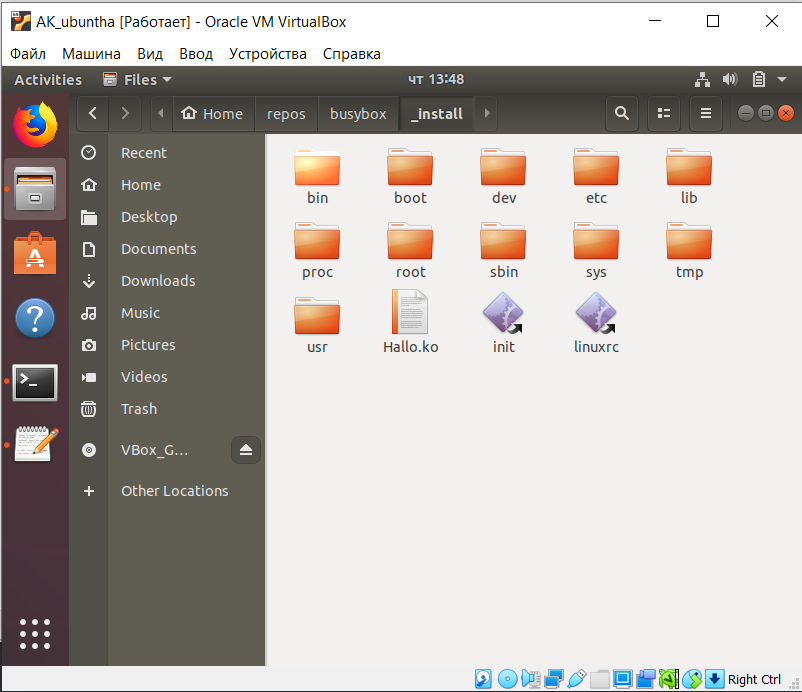 AK_ubuntha [Работает] - Oracle VM VirtualBox
Файл Машина Вид Ввод Устройства Справка
Activities Files чт 13:48
Home repos busybox _install
Recent
Home
Desktop
Documents
Downloads
Music
Pictures
Videos
Trash
VBox_G...
Other Locations
bin boot dev etc lib
proc root sbin sys tmp
usr Hallo.ko init linuxrc
Right Ctrl